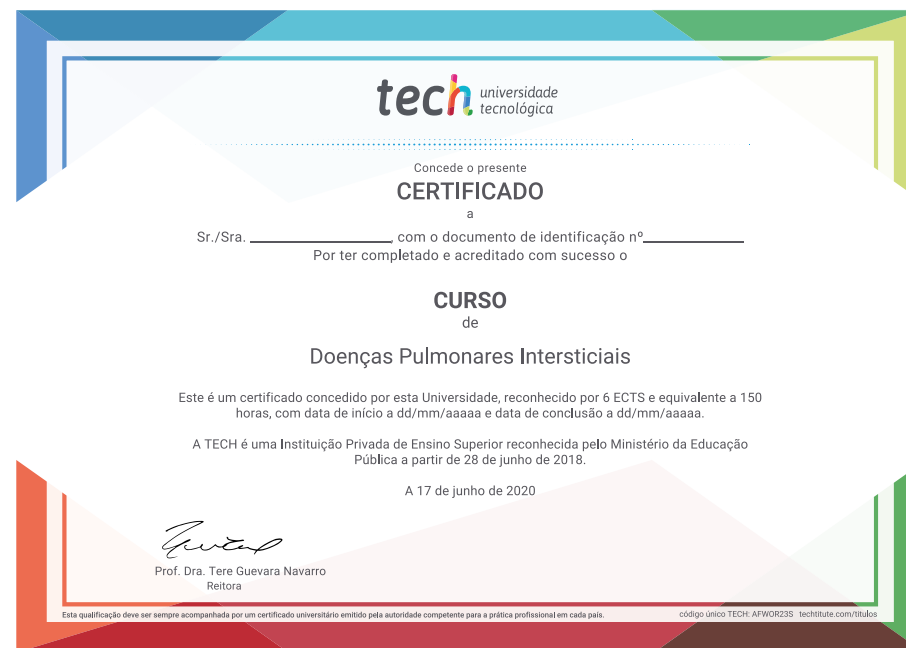 tech universidade
tecnológica
Concede o presente
CERTIFICADO
a
Sr./Sra. ____________, com o documento de identificação nº____________
Por ter completado e acreditado com sucesso o
CURSO
de
Doenças Pulmonares Intersticiais
Este é um certificado concedido por esta Universidade, reconhecido por 6 ECTS e equivalente a 150
horas, com data de início a dd/mm/aaaaa e data de conclusão a dd/mm/aaaaa.
A TECH é uma Instituição Privada de Ensino Superior reconhecida pelo Ministério da Educação
Pública a partir de 28 de junho de 2018.
A 17 de junho de 2020
Prof. Dra. Tere Guevara Navarro
Reitora
Esta qualificação deve ser sempre acompanhada por um certificado universitário emitido pela autoridade competente para a prática profissional em cada país.
código único TECH: AFWOR23S techtitute.com/titulos